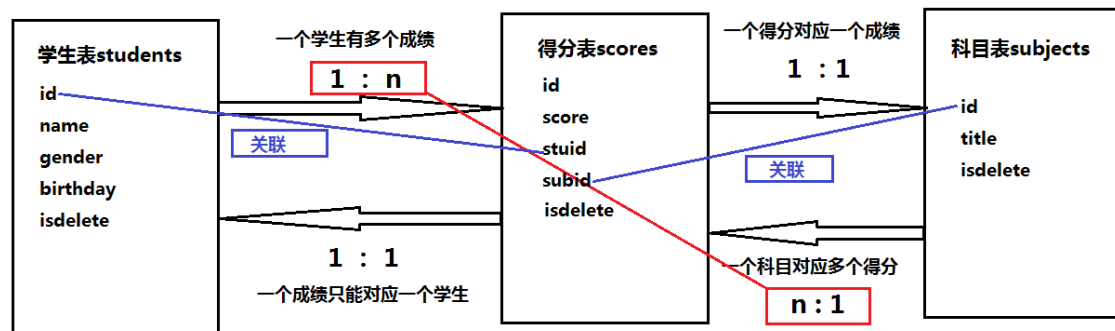 学生表students
id
name
gender
birthday
isdelete
一个学生有多个成绩
1 : n
关联
1 : 1
一个成绩只能对应一个学生
得分表scores
id
score
stuid
subid
isdelete
一个得分对应一个成绩
1 : 1
关联
一个科目对应多个得分
n : 1
科目表subjects
id
title
isdelete